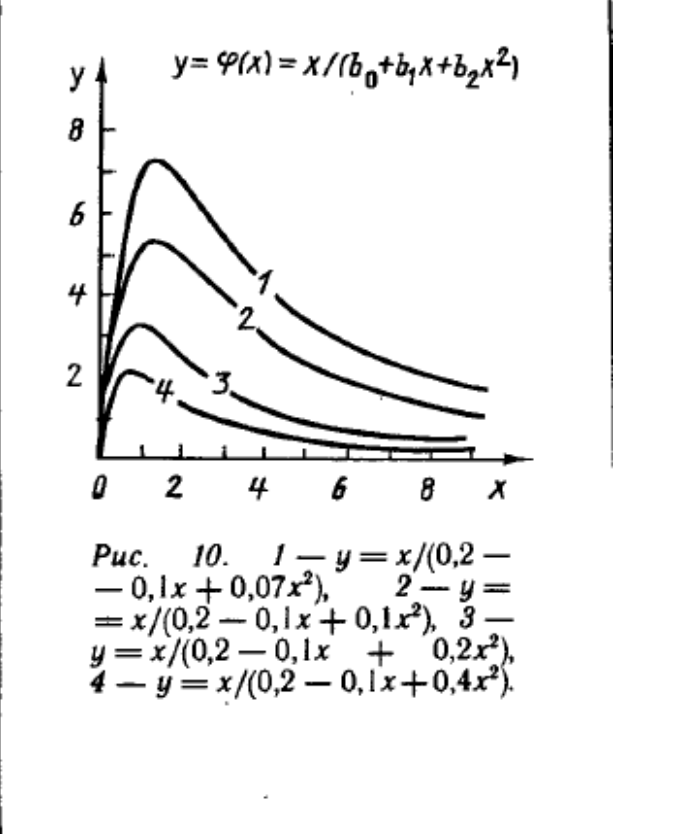 y= φ(x) = x/(b₀+b₁x+b₂x²)
y
8
6
4
2
1
2
3
4
0 2 4 6 8 x
Рис. 10. 1 — y = x/(0,2 —
— 0,1x + 0,07x²), 2 — y =
= x/(0,2 — 0,1x + 0,1x²), 3 —
y = x/(0,2 — 0,1x + 0,2x²),
4 — y = x/(0,2 — 0,1x + 0,4x²).